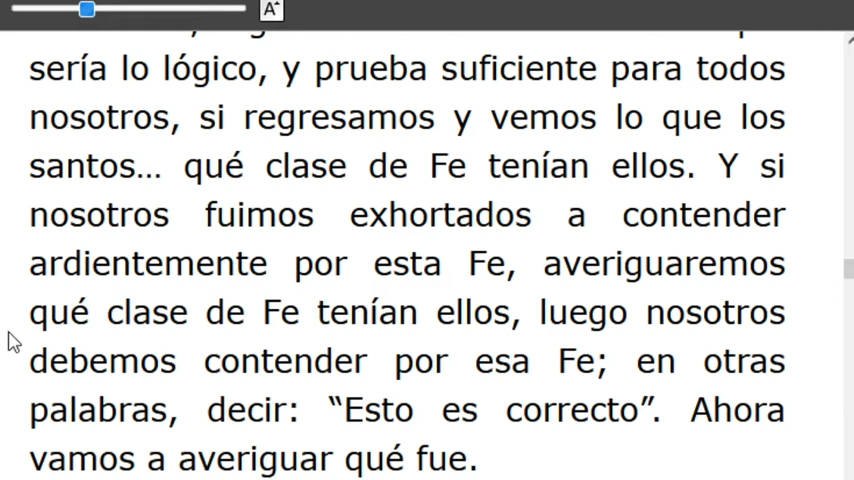 A
sería lo lógico, y prueba suficiente para todos
nosotros, si regresamos y vemos lo que los
santos… qué clase de Fe tenían ellos. Y si
nosotros fuimos exhortados a contender
ardientemente por esta Fe, averiguaremos
qué clase de Fe tenían ellos, luego nosotros
debemos contender por esa Fe; en otras
palabras, decir: “Esto es correcto”. Ahora
vamos a averiguar qué fue.